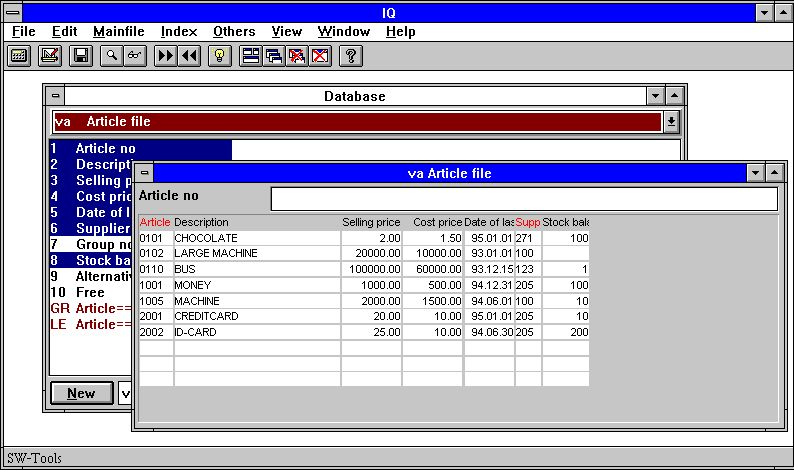 IQ
File Edit Mainfile Index Others View Window Help
Database
va Article file
1 Article no
2 Descripti
3 Selling p
4 Cost pric
5 Date of l
6 Supplier
7 Group no
8 Stock ba
9 Alternativ
10 Free
GR Article==
LE Article==
New v
va Article file
Article no
Article Description Selling price Cost price Date of las Supp Stock bala
0101 CHOCOLATE 2.00 1.50 95.01.01 271 100
0102 LARGE MACHINE 20000.00 10000.00 93.01.01 100
0110 BUS 100000.00 60000.00 93.12.15 123 1
1001 MONEY 1000.00 500.00 94.12.31 205 100
1005 MACHINE 2000.00 1500.00 94.06.01 100 10
2001 CREDITCARD 20.00 10.00 95.01.01 205 10
2002 ID-CARD 25.00 10.00 94.06.30 205 200
SW-Tools